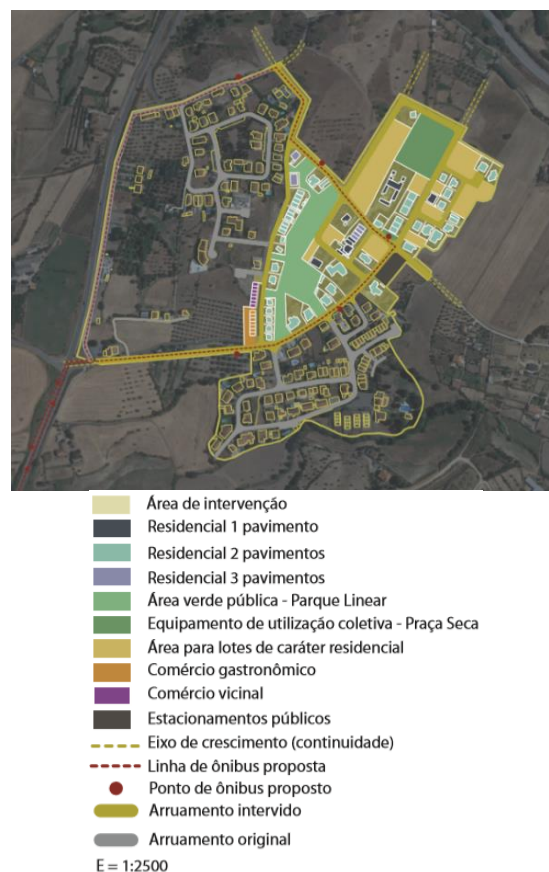 Área de intervenção
Residencial 1 pavimento
Residencial 2 pavimentos
Residencial 3 pavimentos
Área verde pública - Parque Linear
Equipamento de utilização coletiva - Praça Seca
Área para lotes de caráter residencial
Comércio gastronômico
Comércio vicinal
Estacionamentos públicos
Eixo de crescimento (continuidade)
Linha de ônibus proposta
Ponto de ônibus proposto
Arruamento intervido
Arruamento original
E = 1:2500